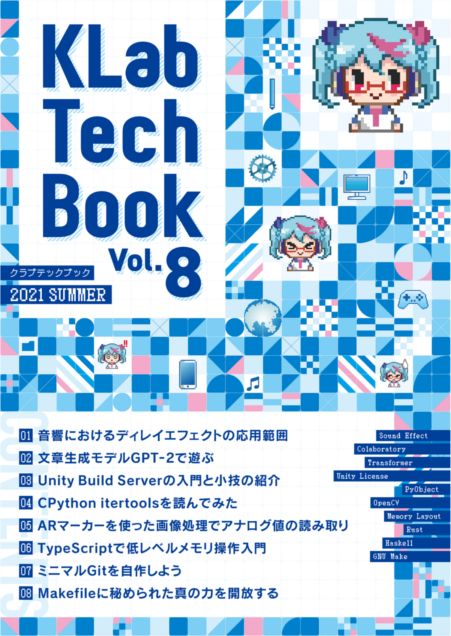 KLab
Tech
Book
Vol. 8
クラブテックブック
2021 SUMMER
CONTENTS
01 音響におけるディレイエフェクトの応用範囲
02 文章生成モデルGPT-2で遊ぶ
03 Unity Build Serverの入門と小技の紹介
04 CPython itertoolsを読んでみた
05 ARマーカーを使った画像処理でアナログ値の読み取り
06 TypeScriptで低レベルメモリ操作入門
07 ミニマルGitを自作しよう
08 Makefileに秘められた真の力を開放する
Sound Effect
Colaboratory
Transformer
Unity License
PyObject
OpenCV
Memory Layout
Rust
Haskell
GNU Make